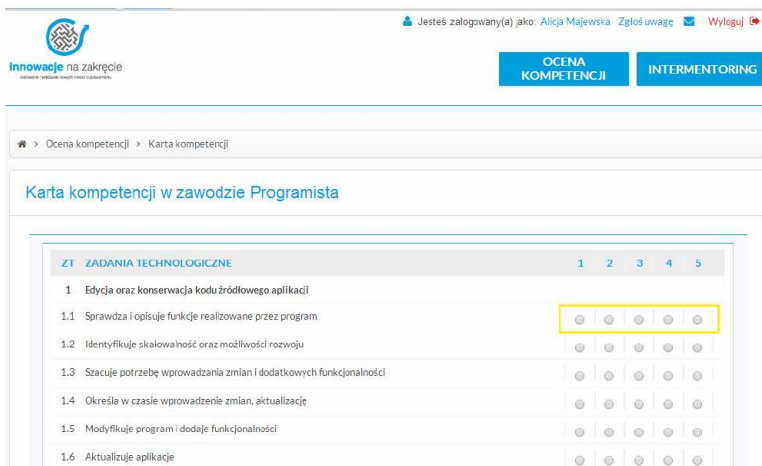 Jesteś zalogowany(a) jako: Alicja Majewska Zgłoś uwagę Wyloguj
Innowacje na zakręcie
OCENA KOMPETENCJI
INTERMENTORING
> Ocena kompetencji > Karta kompetencji
Karta kompetencji w zawodzie Programista
ZT ZADANIA TECHNOLOGICZNE 1 2 3 4 5
1 Edycja oraz konserwacja kodu źródłowego aplikacji
1.1 Sprawdza i opisuje funkcje realizowane przez program
1.2 Identyfikuje skalowalność oraz możliwości rozwoju
1.3 Szacuje potrzebę wprowadzania zmian i dodatkowych funkcjonalności
1.4 Określa w czasie wprowadzenie zmian, aktualizację
1.5 Modyfikuje program i dodaje funkcjonalności
1.6 Aktualizuje aplikacje